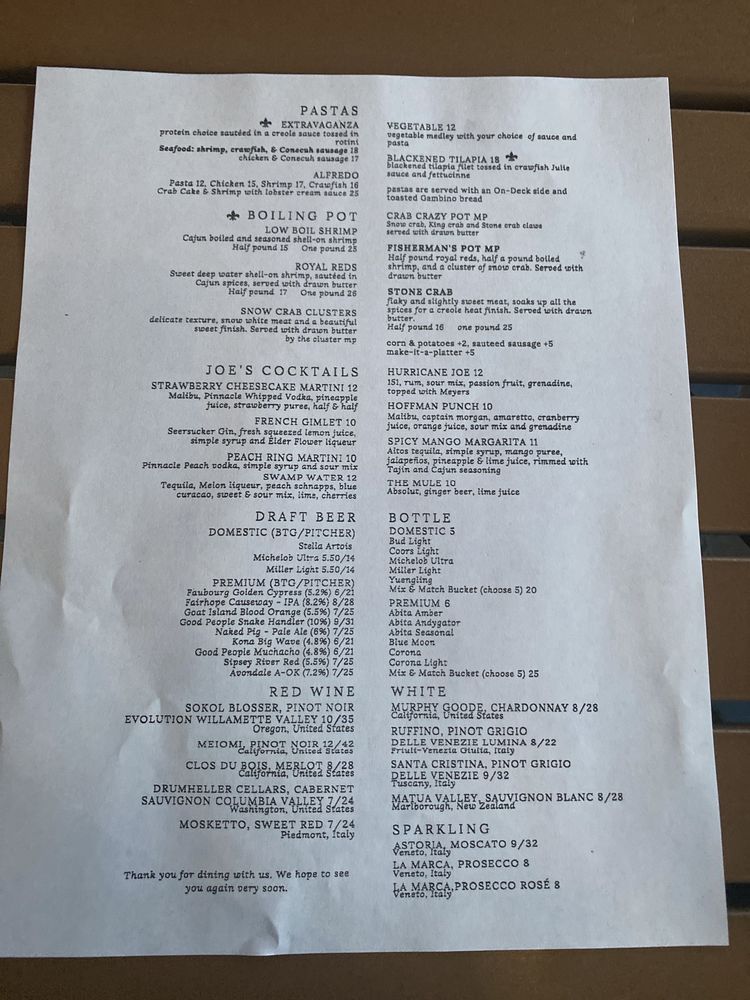 PASTAS
EXTRAVAGANZA
protein choice sautéed in a creole sauce tossed in
rotini
Seafood: shrimp, crawfish, & Conecuh sausage 18
chicken & Conecuh sausage 17
ALFREDO
Pasta 12, Chicken 15, Shrimp 17, Crawfish 16
Crab Cake & Shrimp with lobster cream sauce 25
VEGETABLE 12
vegetable medley with your choice of sauce and
pasta
BLACKENED TILAPIA 18
blackened tilapia filet tossed in crawfish Julie
sauce and fettucinne
pastas are served with an On-Deck side and
toasted Gambino bread
BOILING POT
LOW BOIL SHRIMP
Cajun boiled and seasoned shell-on shrimp
Half pound 15 One pound 25
ROYAL REDS
Sweet deep water shell-on shrimp, sautéed in
Cajun spices, served with drawn butter
Half pound 17 One pound 26
SNOW CRAB CLUSTERS
delicate texture, snow white meat and a beautiful
sweet finish. Served with drawn butter
by the cluster mp
CRAB CRAZY POT MP
Snow crab, King crab and Stone crab claws
served with drawn butter
FISHERMAN'S POT MP
Half pound royal reds, half a pound boiled
shrimp, and a cluster of snow crab. Served with
drawn butter
STONE CRAB
flaky and slightly sweet meat, soaks up all the
spices for a creole heat finish. Served with drawn
butter.
Half pound 16 one pound 25
corn & potatoes +2, sauteed sausage +5
make-it-a-platter +5
JOE'S COCKTAILS
STRAWBERRY CHEESECAKE MARTINI 12
Malibu, Pinnacle Whipped Vodka, pineapple
juice, strawberry puree, half & half
FRENCH GIMLET 10
Seersucker Gin, fresh squeezed lemon juice,
simple syrup and Elder Flower liqueur
PEACH RING MARTINI 10
Pinnacle Peach vodka, simple syrup and sour mix
SWAMP WATER 12
Tequila, Melon liqueur, peach schnapps, blue
curacao, sweet & sour mix, lime, cherries
HURRICANE JOE 12
151, rum, sour mix, passion fruit, grenadine,
topped with Meyers
HOFFMAN PUNCH 10
Malibu, captain morgan, amaretto, cranberry
juice, orange juice, sour mix and grenadine
SPICY MANGO MARGARITA 11
Altos tequila, simple syrup, mango puree,
jalapeños, pineapple & lime juice, rimmed with
Tajin and Cajun seasoning
THE MULE 10
Absolut, ginger beer, lime juice
DRAFT BEER
DOMESTIC (BTG/PITCHER)
Stella Artois
Michelob Ultra 5.50/14
Miller Light 5.50/14
PREMIUM (BTG/PITCHER)
Faubourg Golden Cypress (5.2%) 6/21
Fairhope Causeway - IPA (8.2%) 8/28
Goat Island Blood Orange (5.5%) 7/25
Good People Snake Handler (10%) 9/31
Naked Pig - Pale Ale (6%) 7/25
Kona Big Wave (4.8%) 6/21
Good People Muchacho (4.8%) 6/21
Sipsey River Red (5.5%) 7/25
Avondale A-OK (7.2%) 7/25
BOTTLE
DOMESTIC 5
Bud Light
Coors Light
Michelob Ultra
Miller Light
Yuengling
Mix & Match Bucket (choose 5) 20
PREMIUM 6
Abita Amber
Abita Andygator
Abita Seasonal
Blue Moon
Corona
Corona Light
Mix & Match Bucket (choose 5) 25
RED WINE
SOKOL BLOSSER, PINOT NOIR
EVOLUTION WILLAMETTE VALLEY 10/35
Oregon, United States
MEIOMI, PINOT NOIR 12/42
California, United States
CLOS DU BOIS, MERLOT 8/28
California, United States
DRUMHELLER CELLARS, CABERNET
SAUVIGNON COLUMBIA VALLEY 7/24
Washington, United States
MOSKETTO, SWEET RED 7/24
Piedmont, Italy
WHITE
MURPHY GOODE, CHARDONNAY 8/28
California, United States
RUFFINO, PINOT GRIGIO
DELLE VENEZIE LUMINA 8/22
Friuli-Venezia Giulia, Italy
SANTA CRISTINA, PINOT GRIGIO
DELLE VENEZIE 9/32
Tuscany, Italy
MATUA VALLEY, SAUVIGNON BLANC 8/28
Marlborough, New Zealand
SPARKLING
ASTORIA, MOSCATO 9/32
Veneto, Italy
LA MARCA, PROSECCO 8
Veneto, Italy
LA MARCA,PROSECCO ROSÉ 8
Veneto, Italy
Thank you for dining with us. We hope to see
you again very soon.